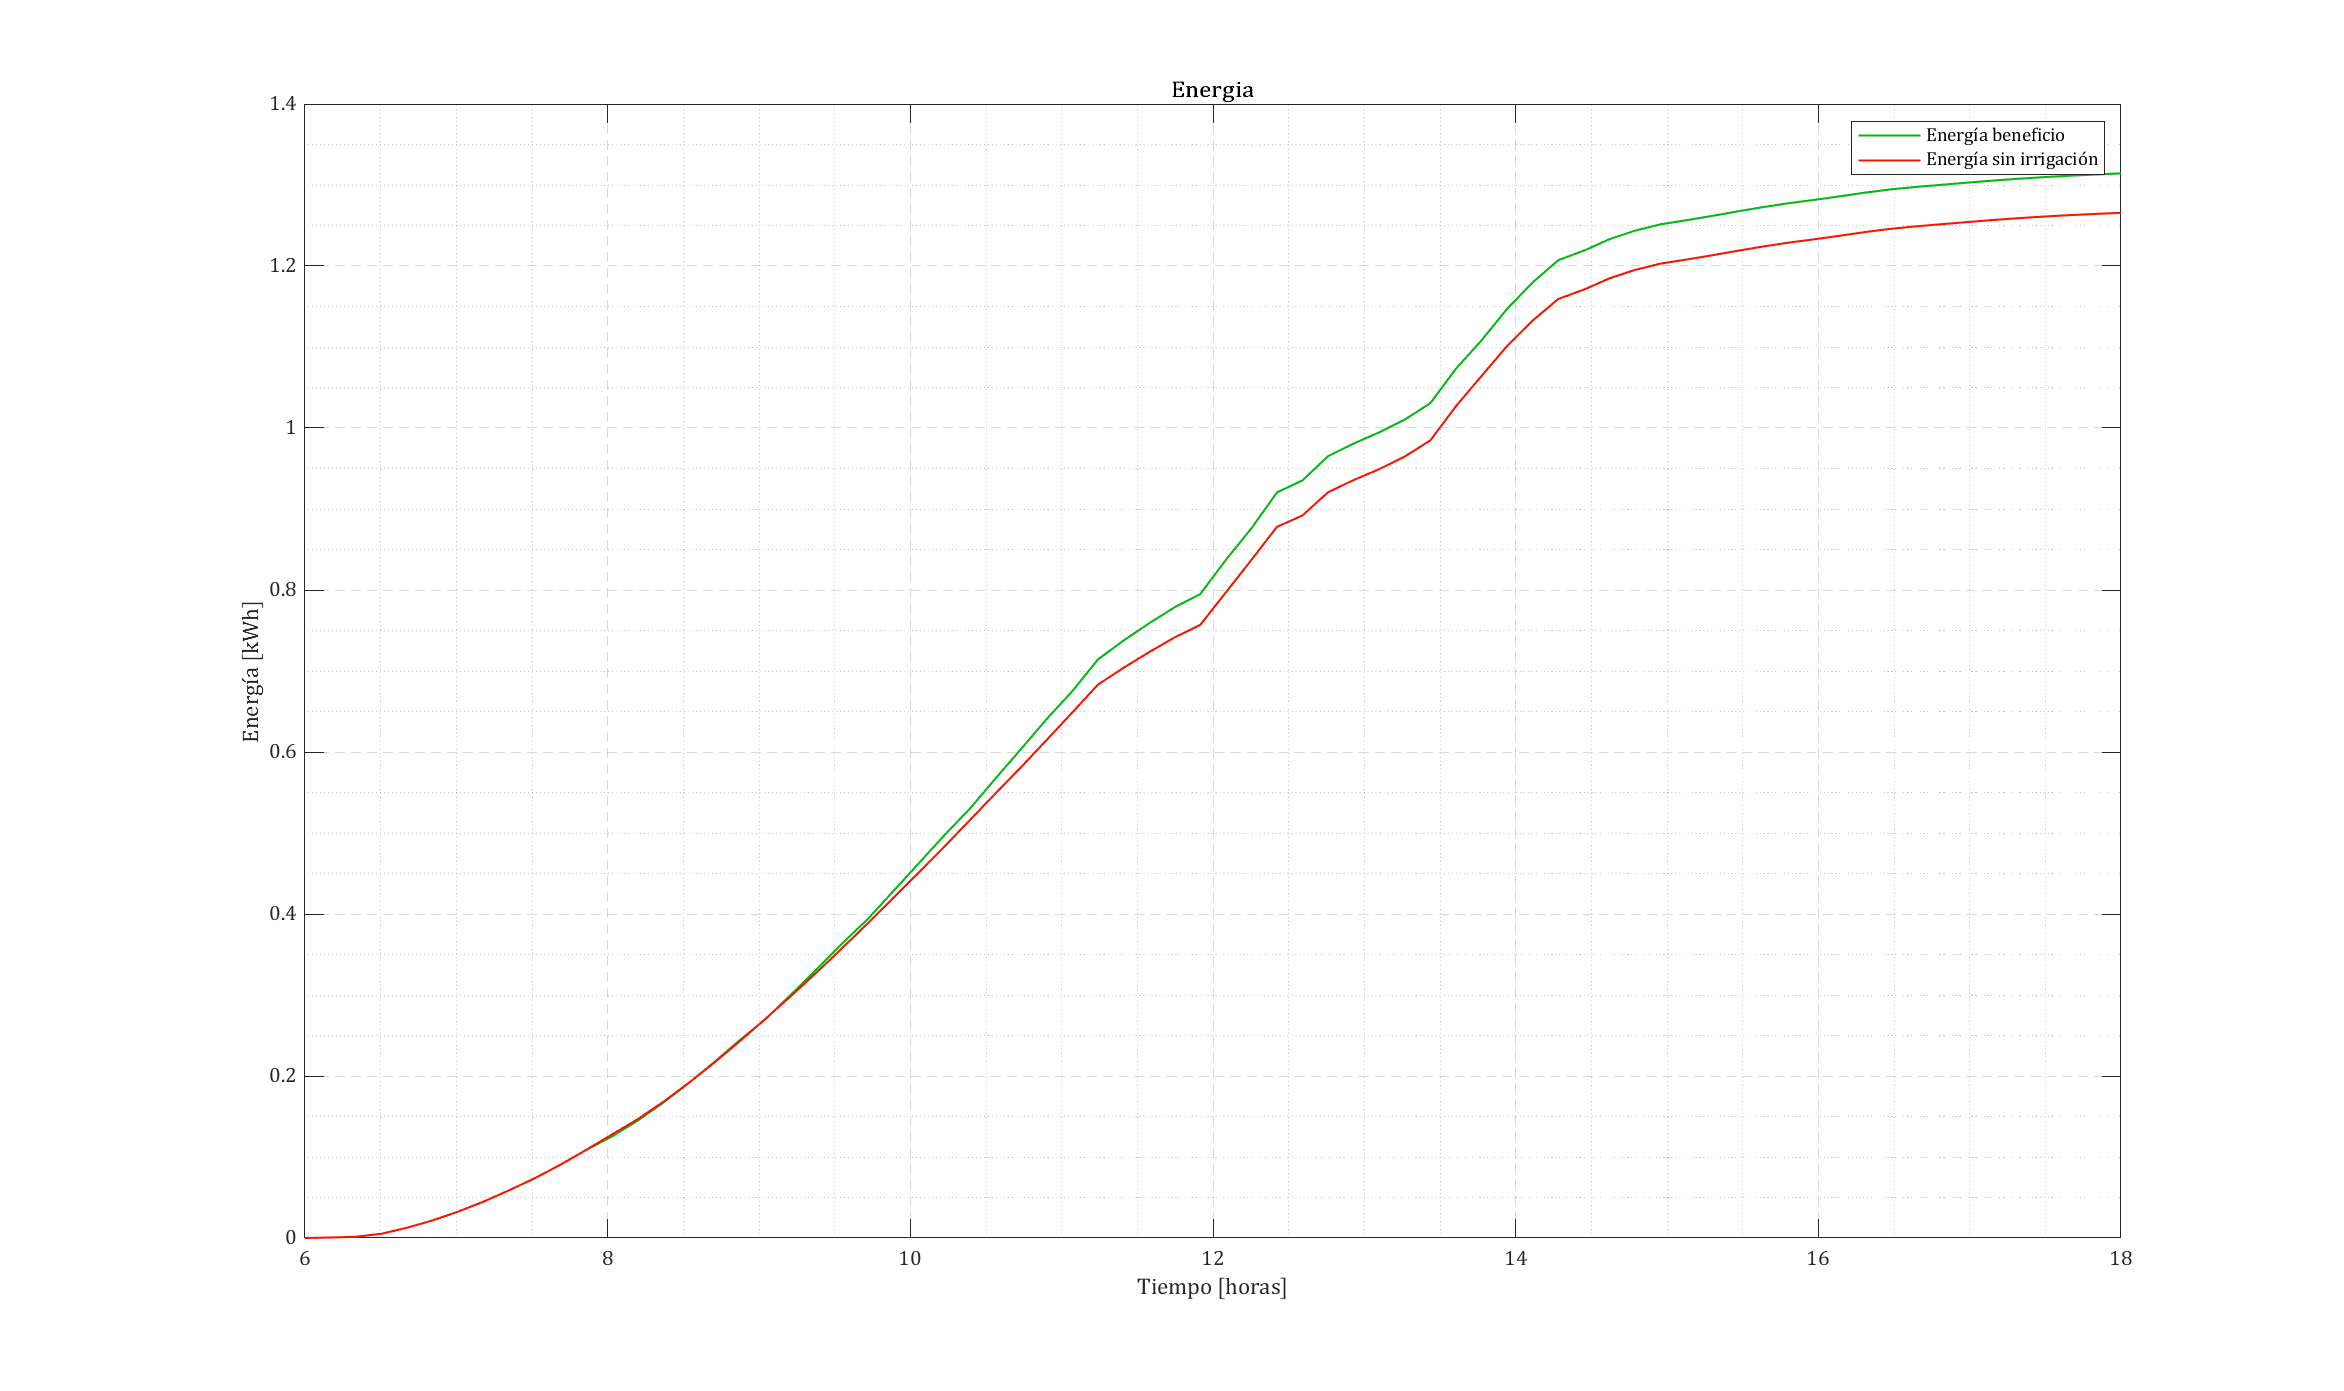 Energia
1.4
Energía beneficio
Energía sin irrigación
1.2
1
0.8
Energía [kWh]
0.6
0.4
0.2
0
6 8 10 12 14 16 18
Tiempo [horas]